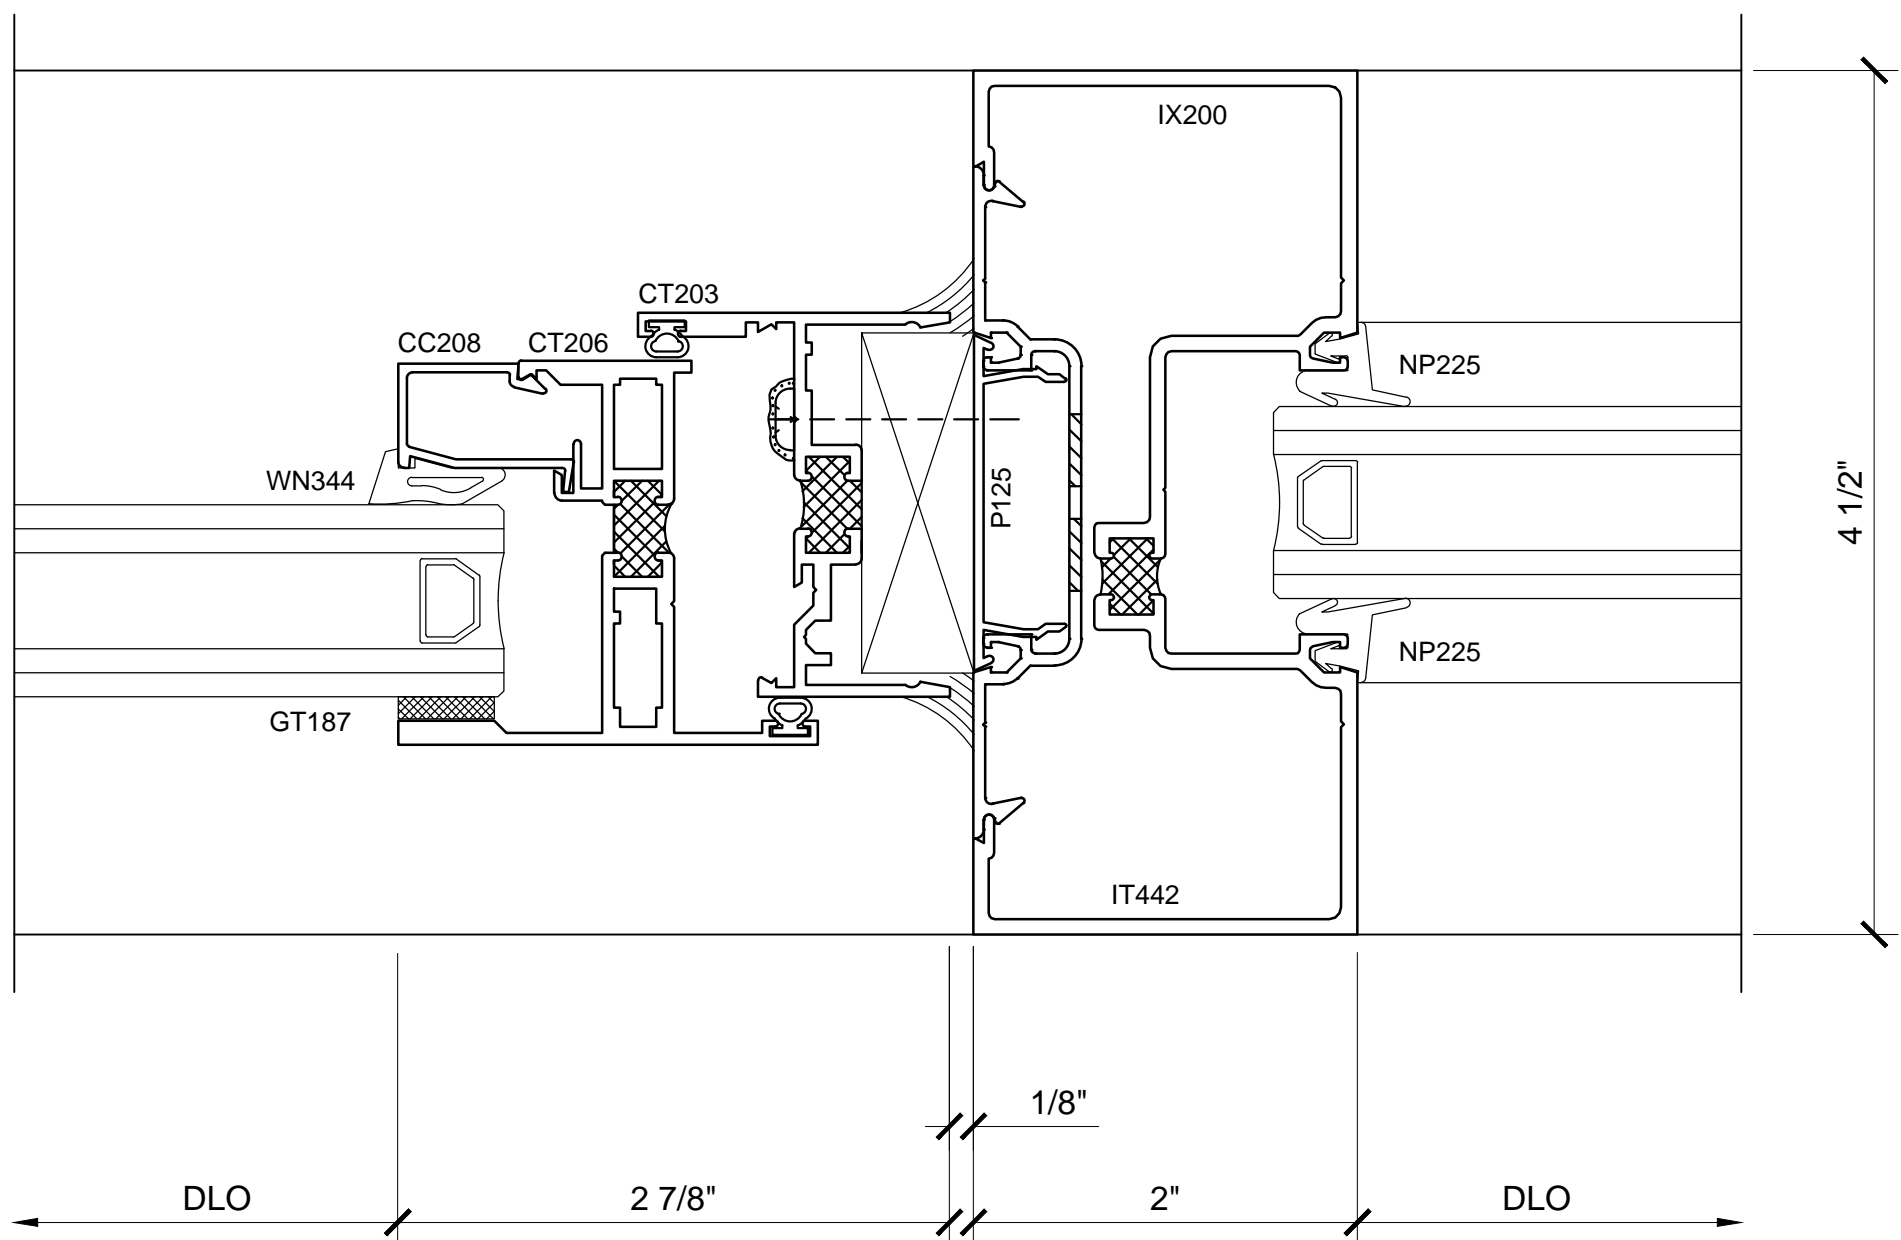 IX200
CT203
CC208
CT206
NP225
WN344
P125
4 1/2"
NP225
GT187
IT442
1/8"
DLO
2 7/8"
2"
DLO